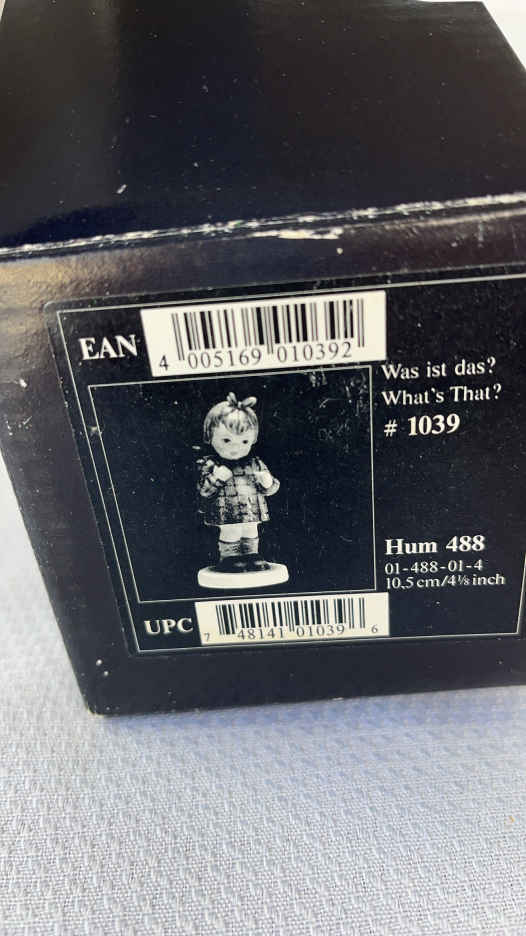 EAN
4 005169 010392
Was ist das?
What's That?
# 1039
Hum 488
01-488-01-4
10,5 cm/4⅛ inch
UPC
7 48141 01039 6